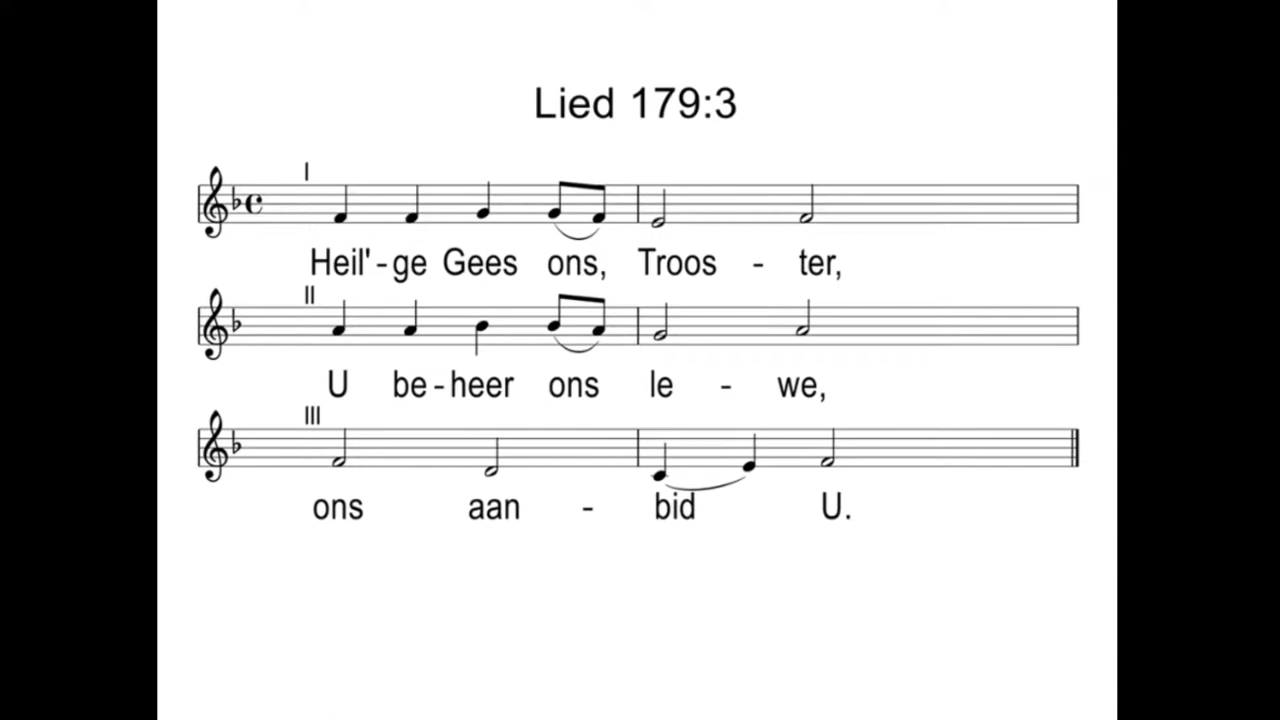 Lied 179:3
I
Heil'-ge Gees ons, Troos - ter,
II
U be-heer ons le - we,
III
ons aan - bid U.